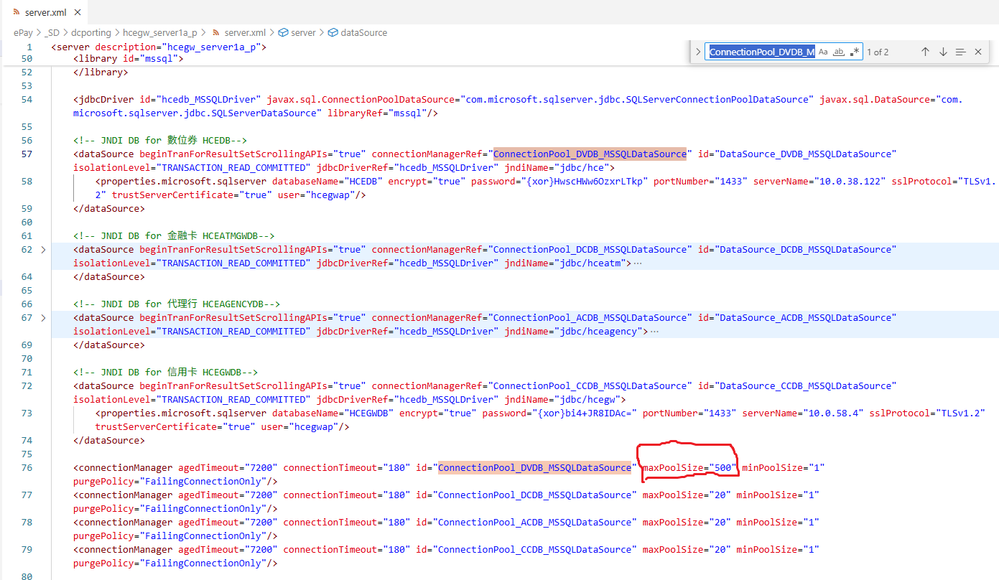 server.xml ×
ePay > _SD > dcporting > hcegw_server1a_p > server.xml > server > dataSource
ConnectionPool_DVDB_M Aa ab .* 1 of 2
1 <server description="hcegw_server1a_p">
50 <library id="mssql">
52 </library>
53
54 <jdbcDriver id="hcedb_MSSQLDriver" javax.sql.ConnectionPoolDataSource="com.microsoft.sqlserver.jdbc.SQLServerConnectionPoolDataSource" javax.sql.DataSource="com.
microsoft.sqlserver.jdbc.SQLServerDataSource" libraryRef="mssql"/>
55
56 <!-- JNDI DB for 數位券 HCEDB-->
57 <dataSource beginTranForResultSetScrollingAPIs="true" connectionManagerRef="ConnectionPool_DVDB_MSSQLDataSource" id="DataSource_DVDB_MSSQLDataSource"
isolationLevel="TRANSACTION_READ_COMMITTED" jdbcDriverRef="hcedb_MSSQLDriver" jndiName="jdbc/hce">
58 <properties.microsoft.sqlserver databaseName="HCEDB" encrypt="true" password="{xor}HwscHWw6OzxrLTkp" portNumber="1433" serverName="10.0.38.122" sslProtocol="TLSv1.
2" trustServerCertificate="true" user="hcegwap"/>
59 </dataSource>
60
61 <!-- JNDI DB for 金融卡 HCEATMGWDB-->
62 <dataSource beginTranForResultSetScrollingAPIs="true" connectionManagerRef="ConnectionPool_DCDB_MSSQLDataSource" id="DataSource_DCDB_MSSQLDataSource"
isolationLevel="TRANSACTION_READ_COMMITTED" jdbcDriverRef="hcedb_MSSQLDriver" jndiName="jdbc/hceatm">…
64 </dataSource>
65
66 <!-- JNDI DB for 代理行 HCEAGENCYDB-->
67 <dataSource beginTranForResultSetScrollingAPIs="true" connectionManagerRef="ConnectionPool_ACDB_MSSQLDataSource" id="DataSource_ACDB_MSSQLDataSource"
isolationLevel="TRANSACTION_READ_COMMITTED" jdbcDriverRef="hcedb_MSSQLDriver" jndiName="jdbc/hceagency">…
69 </dataSource>
70
71 <!-- JNDI DB for 信用卡 HCEGWDB-->
72 <dataSource beginTranForResultSetScrollingAPIs="true" connectionManagerRef="ConnectionPool_CCDB_MSSQLDataSource" id="DataSource_CCDB_MSSQLDataSource"
isolationLevel="TRANSACTION_READ_COMMITTED" jdbcDriverRef="hcedb_MSSQLDriver" jndiName="jdbc/hcegw">
73 <properties.microsoft.sqlserver databaseName="HCEGWDB" encrypt="true" password="{xor}bi4+JR8IDAc=" portNumber="1433" serverName="10.0.58.4" sslProtocol="TLSv1.2"
trustServerCertificate="true" user="hcegwap"/>
74 </dataSource>
75
76 <connectionManager agedTimeout="7200" connectionTimeout="180" id="ConnectionPool_DVDB_MSSQLDataSource" maxPoolSize="500" minPoolSize="1"
purgePolicy="FailingConnectionOnly"/>
77 <connectionManager agedTimeout="7200" connectionTimeout="180" id="ConnectionPool_DCDB_MSSQLDataSource" maxPoolSize="20" minPoolSize="1"
purgePolicy="FailingConnectionOnly"/>
78 <connectionManager agedTimeout="7200" connectionTimeout="180" id="ConnectionPool_ACDB_MSSQLDataSource" maxPoolSize="20" minPoolSize="1"
purgePolicy="FailingConnectionOnly"/>
79 <connectionManager agedTimeout="7200" connectionTimeout="180" id="ConnectionPool_CCDB_MSSQLDataSource" maxPoolSize="20" minPoolSize="1"
purgePolicy="FailingConnectionOnly"/>
80